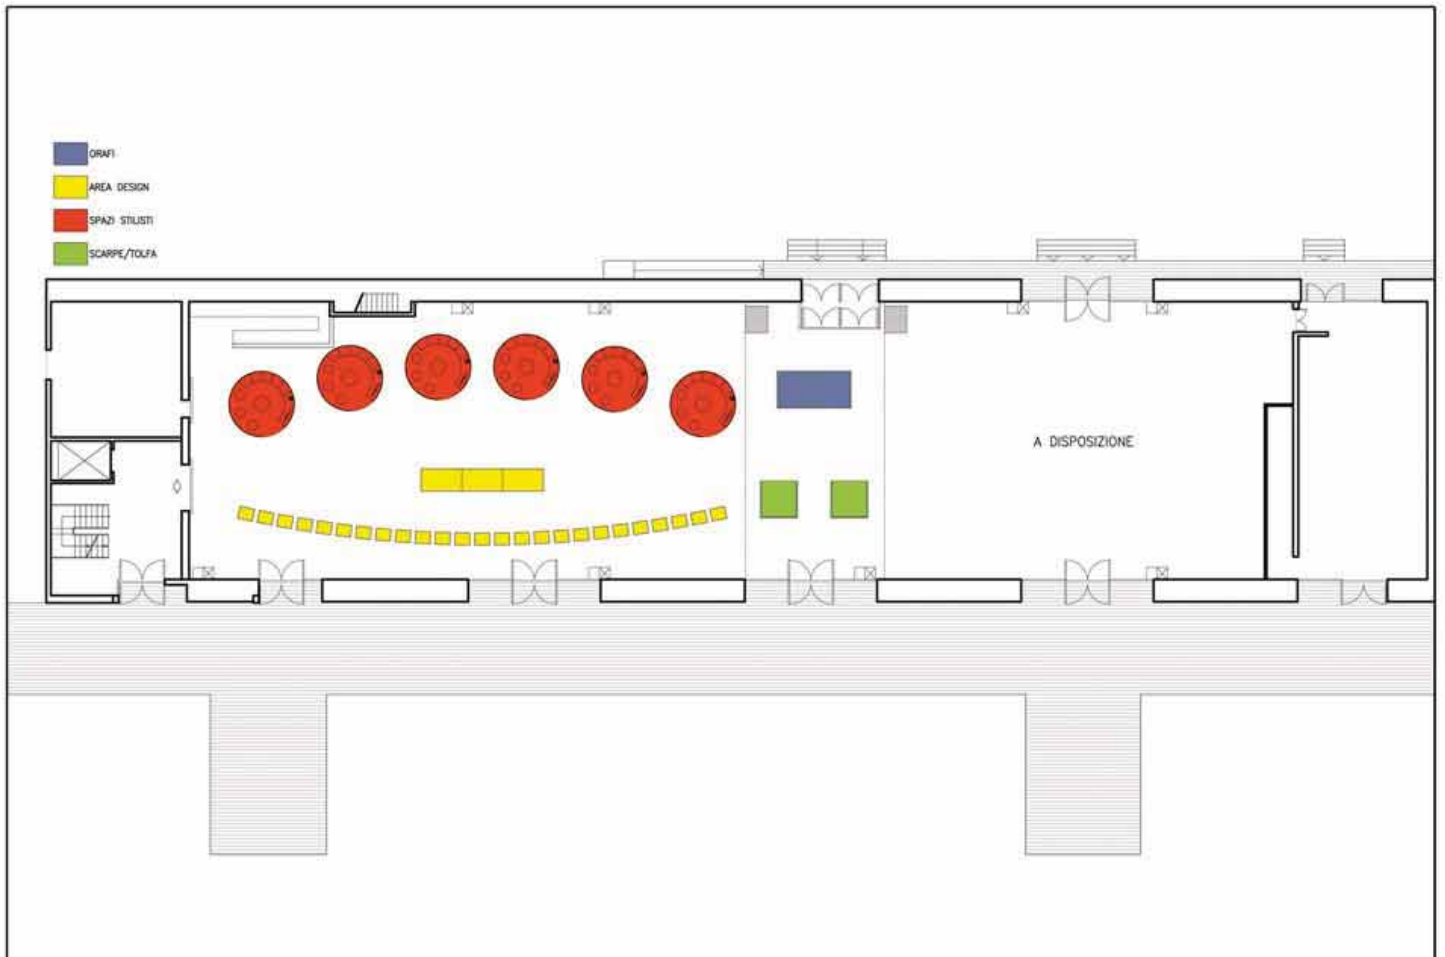 ORAFI
AREA DESIGN
SPAZI STILISTI
SCARPE/TOLFA
A DISPOSIZIONE